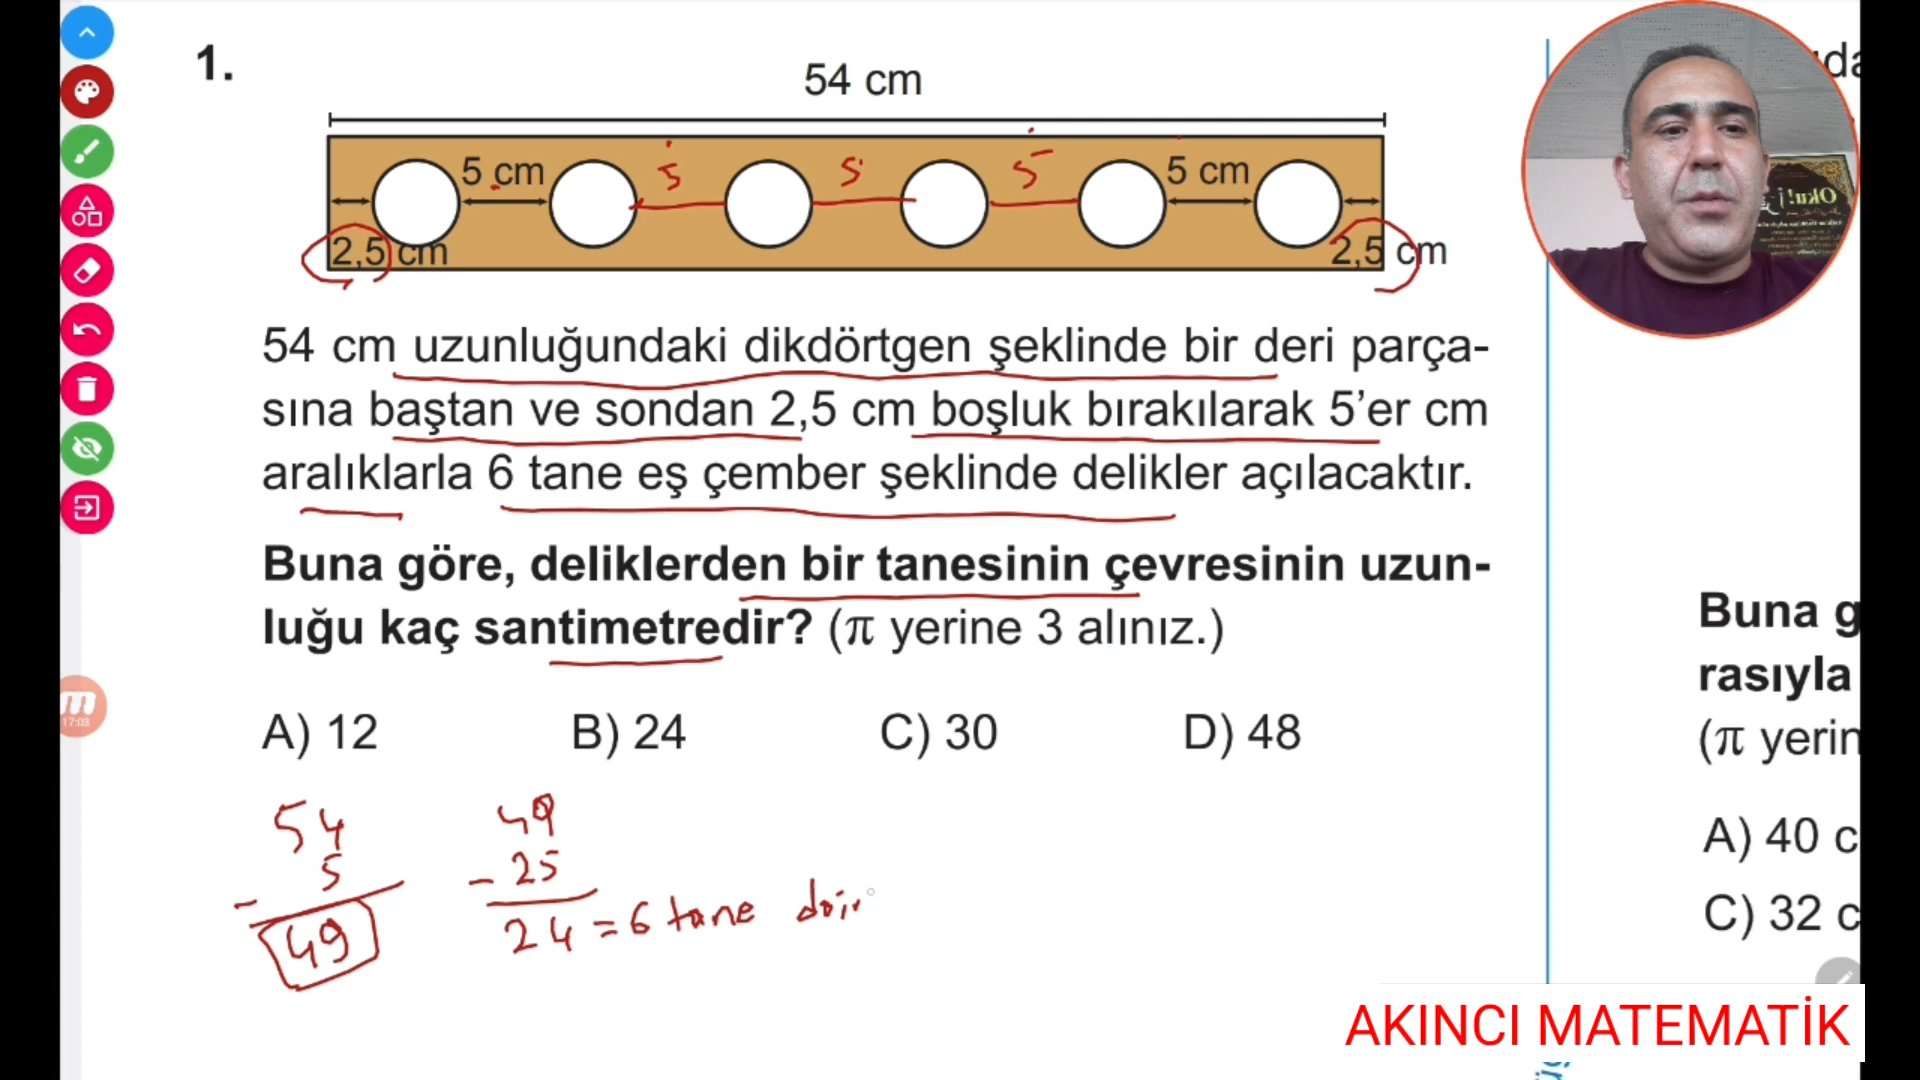 1.
54 cm
5 cm
5
5
5
5 cm
2,5 cm
2,5 cm
54 cm uzunluğundaki dikdörtgen şeklinde bir deri parça-
sına baştan ve sondan 2,5 cm boşluk bırakılarak 5’er cm
aralıklarla 6 tane eş çember şeklinde delikler açılacaktır.
Buna göre, deliklerden bir tanesinin çevresinin uzun-
luğu kaç santimetredir? (π yerine 3 alınız.)
A) 12 B) 24 C) 30 D) 48
54
5
-
49
49
- 25
24 = 6 tane dair
Buna g
rasıyla
(π yerin
A) 40 c
C) 32 c
Oku!
17:03
AKINCI MATEMATİK